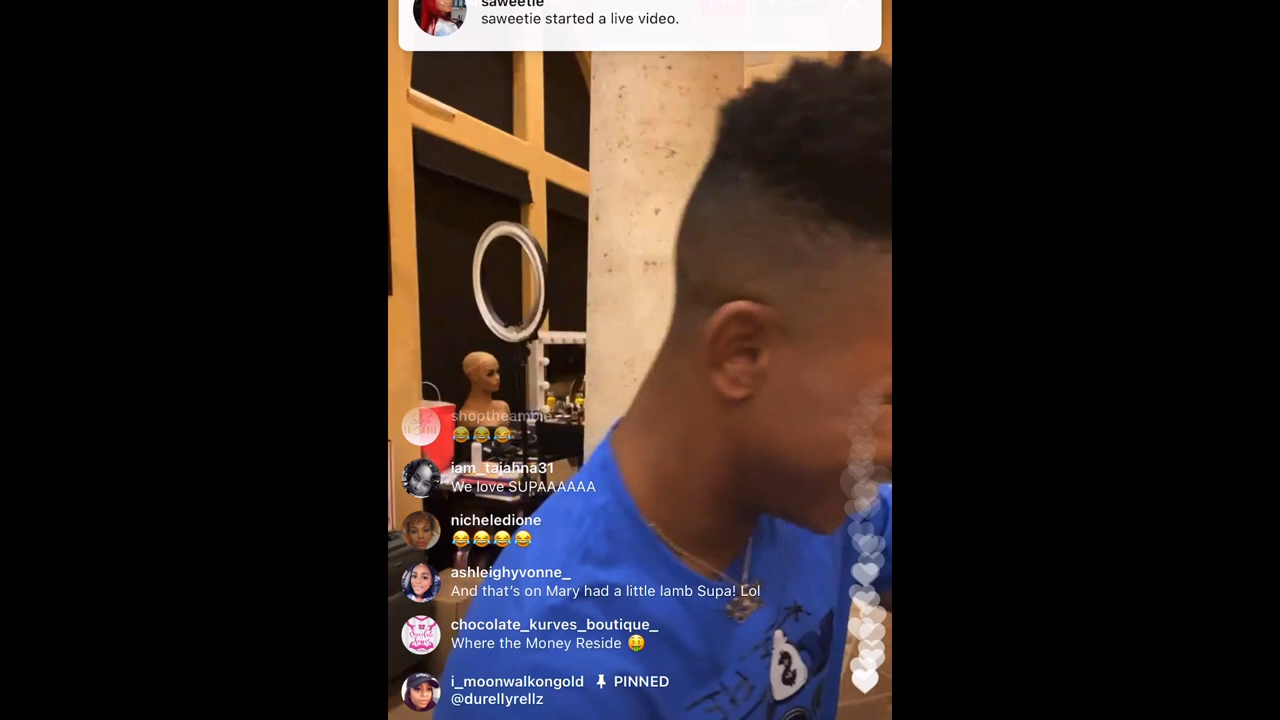 saweetie
saweetie started a live video.
shoptheambie
😂😂😂
iam_tajahna31
We love SUPAAAAAA
nicheledione
😂😂😂😂
ashleighyvonne_
And that's on Mary had a little lamb Supa! Lol
chocolate_kurves_boutique_
Where the Money Reside 🤑
i_moonwalkongold PINNED
@durellyrellz